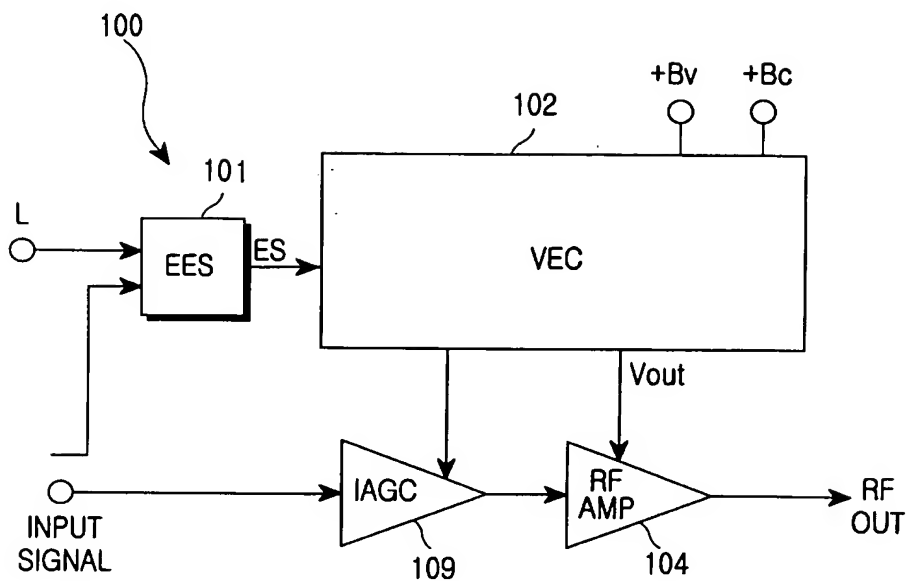 100
+Bv
+Bc
102
101
L
EES
ES
VEC
Vout
IAGC
RF
AMP
RF
OUT
INPUT
SIGNAL
109
104